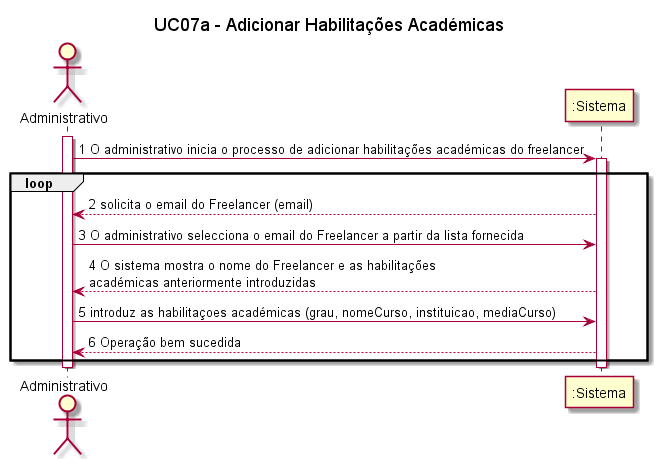 UC07a - Adicionar Habilitações Académicas
Administrativo
:Sistema
1 O administrativo inicia o processo de adicionar habilitações académicas do freelancer
loop
2 solicita o email do Freelancer (email)
3 O administrativo selecciona o email do Freelancer a partir da lista fornecida
4 O sistema mostra o nome do Freelancer e as habilitações
académicas anteriormente introduzidas
5 introduz as habilitaçoes académicas (grau, nomeCurso, instituicao, mediaCurso)
6 Operação bem sucedida
Administrativo
:Sistema